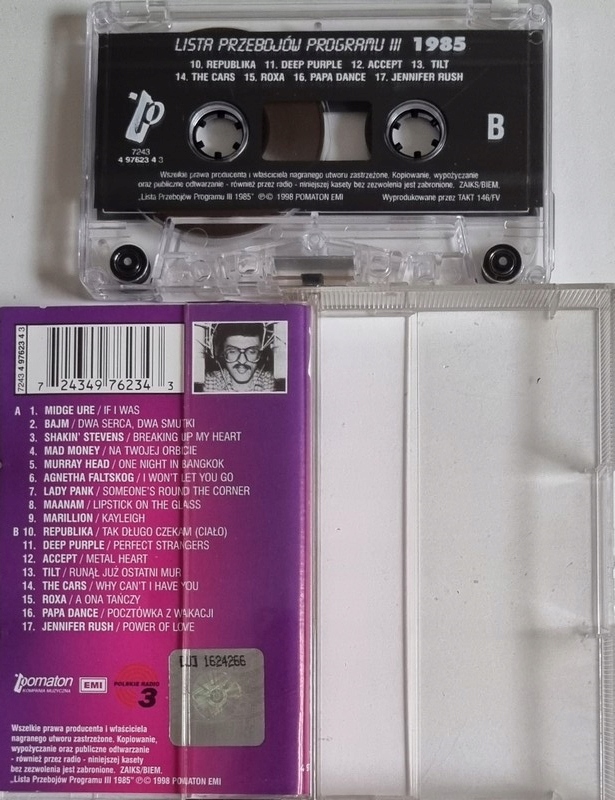 LISTA PRZEBOJÓW PROGRAMU III 1985
10. REPUBLIKA 11. DEEP PURPLE 12. ACCEPT 13. TILT
14. THE CARS 15. ROXA 16. PAPA DANCE 17. JENNIFER RUSH
B
7243
4 97623 4 3
Wszelkie prawa producenta i właściciela nagranego utworu zastrzeżone. Kopiowanie, wypożyczanie
oraz publiczne odtwarzanie - również przez radio - niniejszej kasety bez zezwolenia jest zabronione. ZAIKS/BIEM.
„Lista Przebojów Programu III 1985" ℗© 1998 POMATON EMI Wyprodukowane przez TAKT 146/FV
7243 4 97623 4 3
7 24349 76234 3
A 1. MIDGE URE / IF I WAS
2. BAJM / DWA SERCA, DWA SMUTKI
3. SHAKIN' STEVENS / BREAKING UP MY HEART
4. MAD MONEY / NA TWOJEJ ORBICIE
5. MURRAY HEAD / ONE NIGHT IN BANGKOK
6. AGNETHA FALTSKOG / I WON'T LET YOU GO
7. LADY PANK / SOMEONE'S ROUND THE CORNER
8. MAANAM / LIPSTICK ON THE GLASS
9. MARILLION / KAYLEIGH
B 10. REPUBLIKA / TAK DŁUGO CZEKAM (CIAŁO)
11. DEEP PURPLE / PERFECT STRANGERS
12. ACCEPT / METAL HEART
13. TILT / RUNĄŁ JUŻ OSTATNI MUR
14. THE CARS / WHY CAN'T I HAVE YOU
15. ROXA / A ONA TAŃCZY
16. PAPA DANCE / POCZTÓWKA Z WAKACJI
17. JENNIFER RUSH / POWER OF LOVE
1624266
pomaton
KOMPANIA MUZYCZNA
EMI
POLSKIE RADIO
3
Wszelkie prawa producenta i właściciela
nagranego utworu zastrzeżone. Kopiowanie,
wypożyczanie oraz publiczne odtwarzanie
- również przez radio - niniejszej kasety
bez zezwolenia jest zabronione. ZAIKS/BIEM.
„Lista Przebojów Programu III 1985" ℗© 1998 POMATON EMI